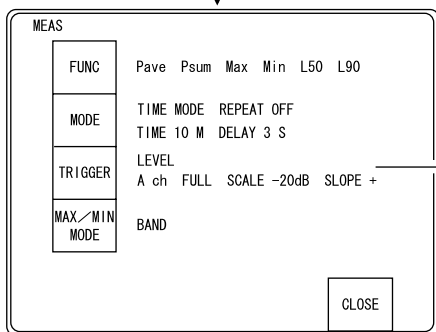 MEAS
FUNC Pave Psum Max Min L50 L90
MODE TIME MODE REPEAT OFF
TIME 10 M DELAY 3 S
TRIGGER LEVEL
A ch FULL SCALE −20dB SLOPE +
MAX／MIN
MODE BAND
CLOSE